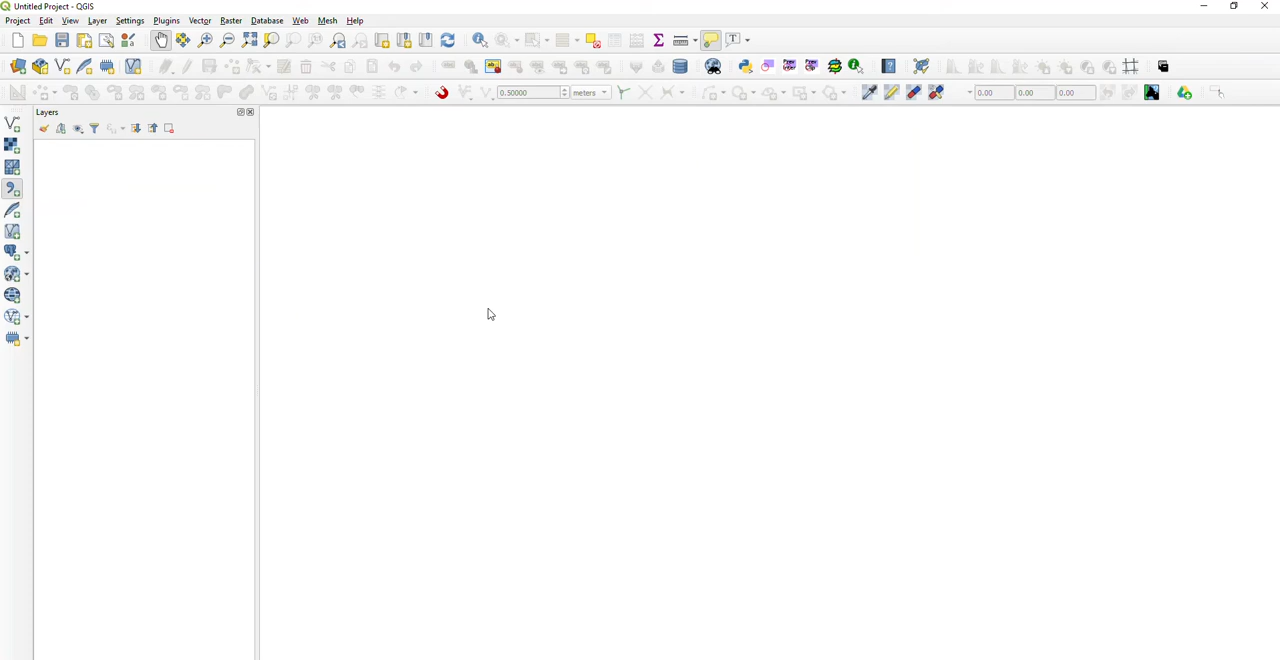 Untitled Project - QGIS
Project Edit View Layer Settings Plugins Vector Raster Database Web Mesh Help
0.50000 meters 0.00 0.00 0.00
Layers